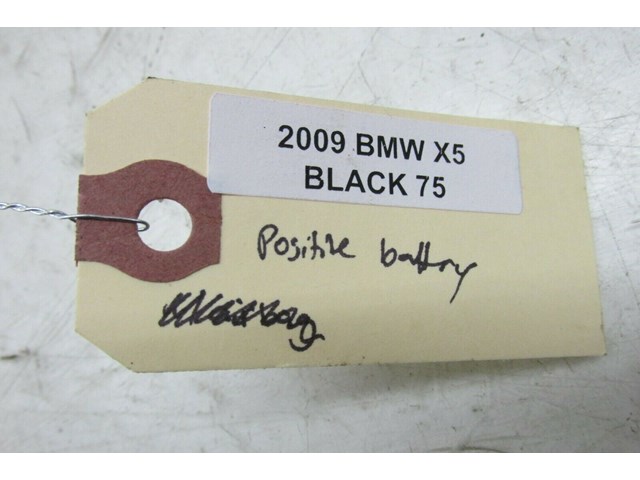 2009 BMW X5
BLACK 75
Positive battery